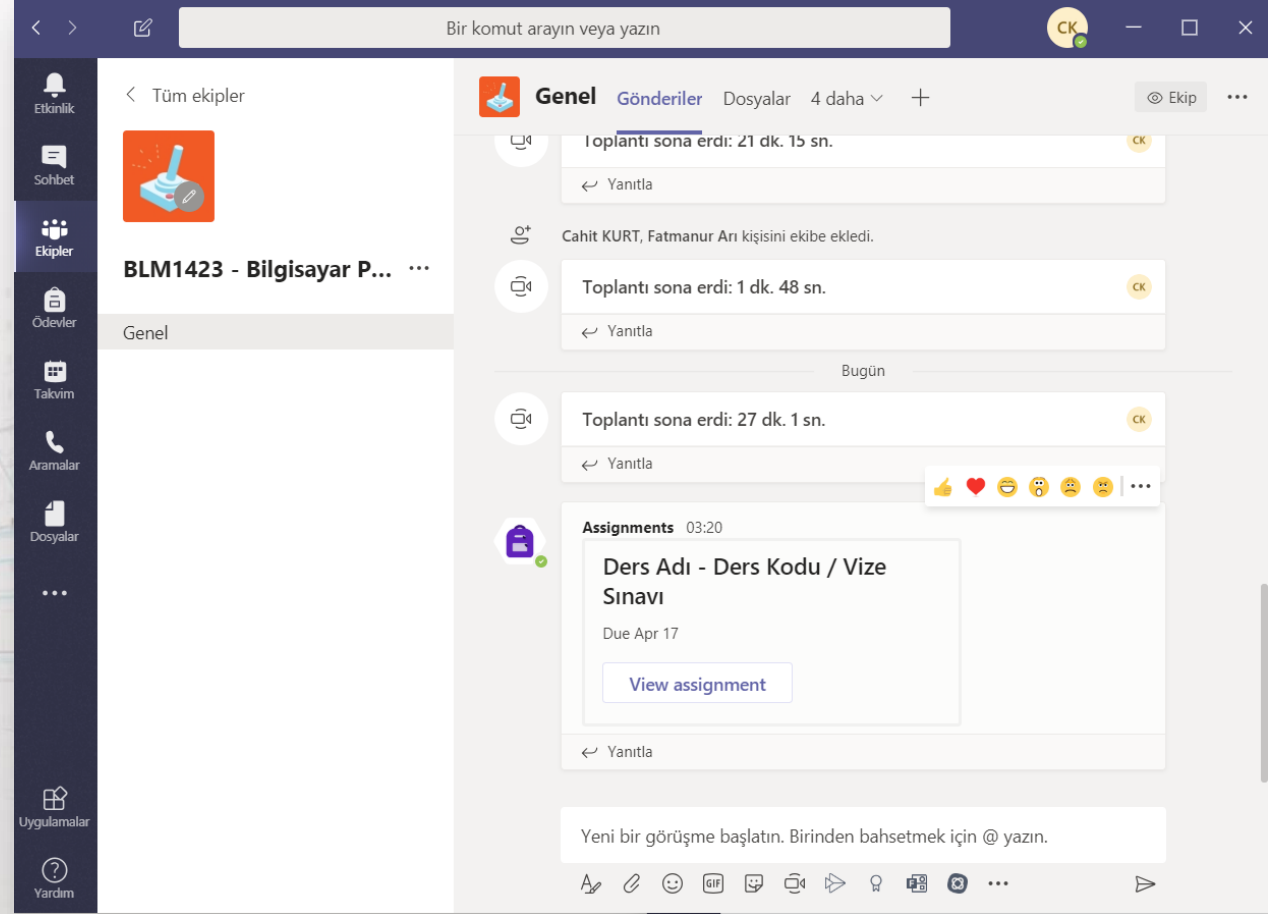 Bir komut arayın veya yazın
CK
Etkinlik
Sohbet
Ekipler
Ödevler
Takvim
Aramalar
Dosyalar
Uygulamalar
Yardım
Tüm ekipler
BLM1423 - Bilgisayar P...
Genel
Genel Gönderiler Dosyalar 4 daha
Ekip
Toplantı sona erdi: 21 dk. 15 sn.
CK
Yanıtla
Cahit KURT, Fatmanur Arı kişisini ekibe ekledi.
Toplantı sona erdi: 1 dk. 48 sn.
CK
Yanıtla
Bugün
Toplantı sona erdi: 27 dk. 1 sn.
CK
Yanıtla
Assignments 03:20
Ders Adı - Ders Kodu / Vize
Sınavı
Due Apr 17
View assignment
Yanıtla
Yeni bir görüşme başlatın. Birinden bahsetmek için @ yazın.
GIF